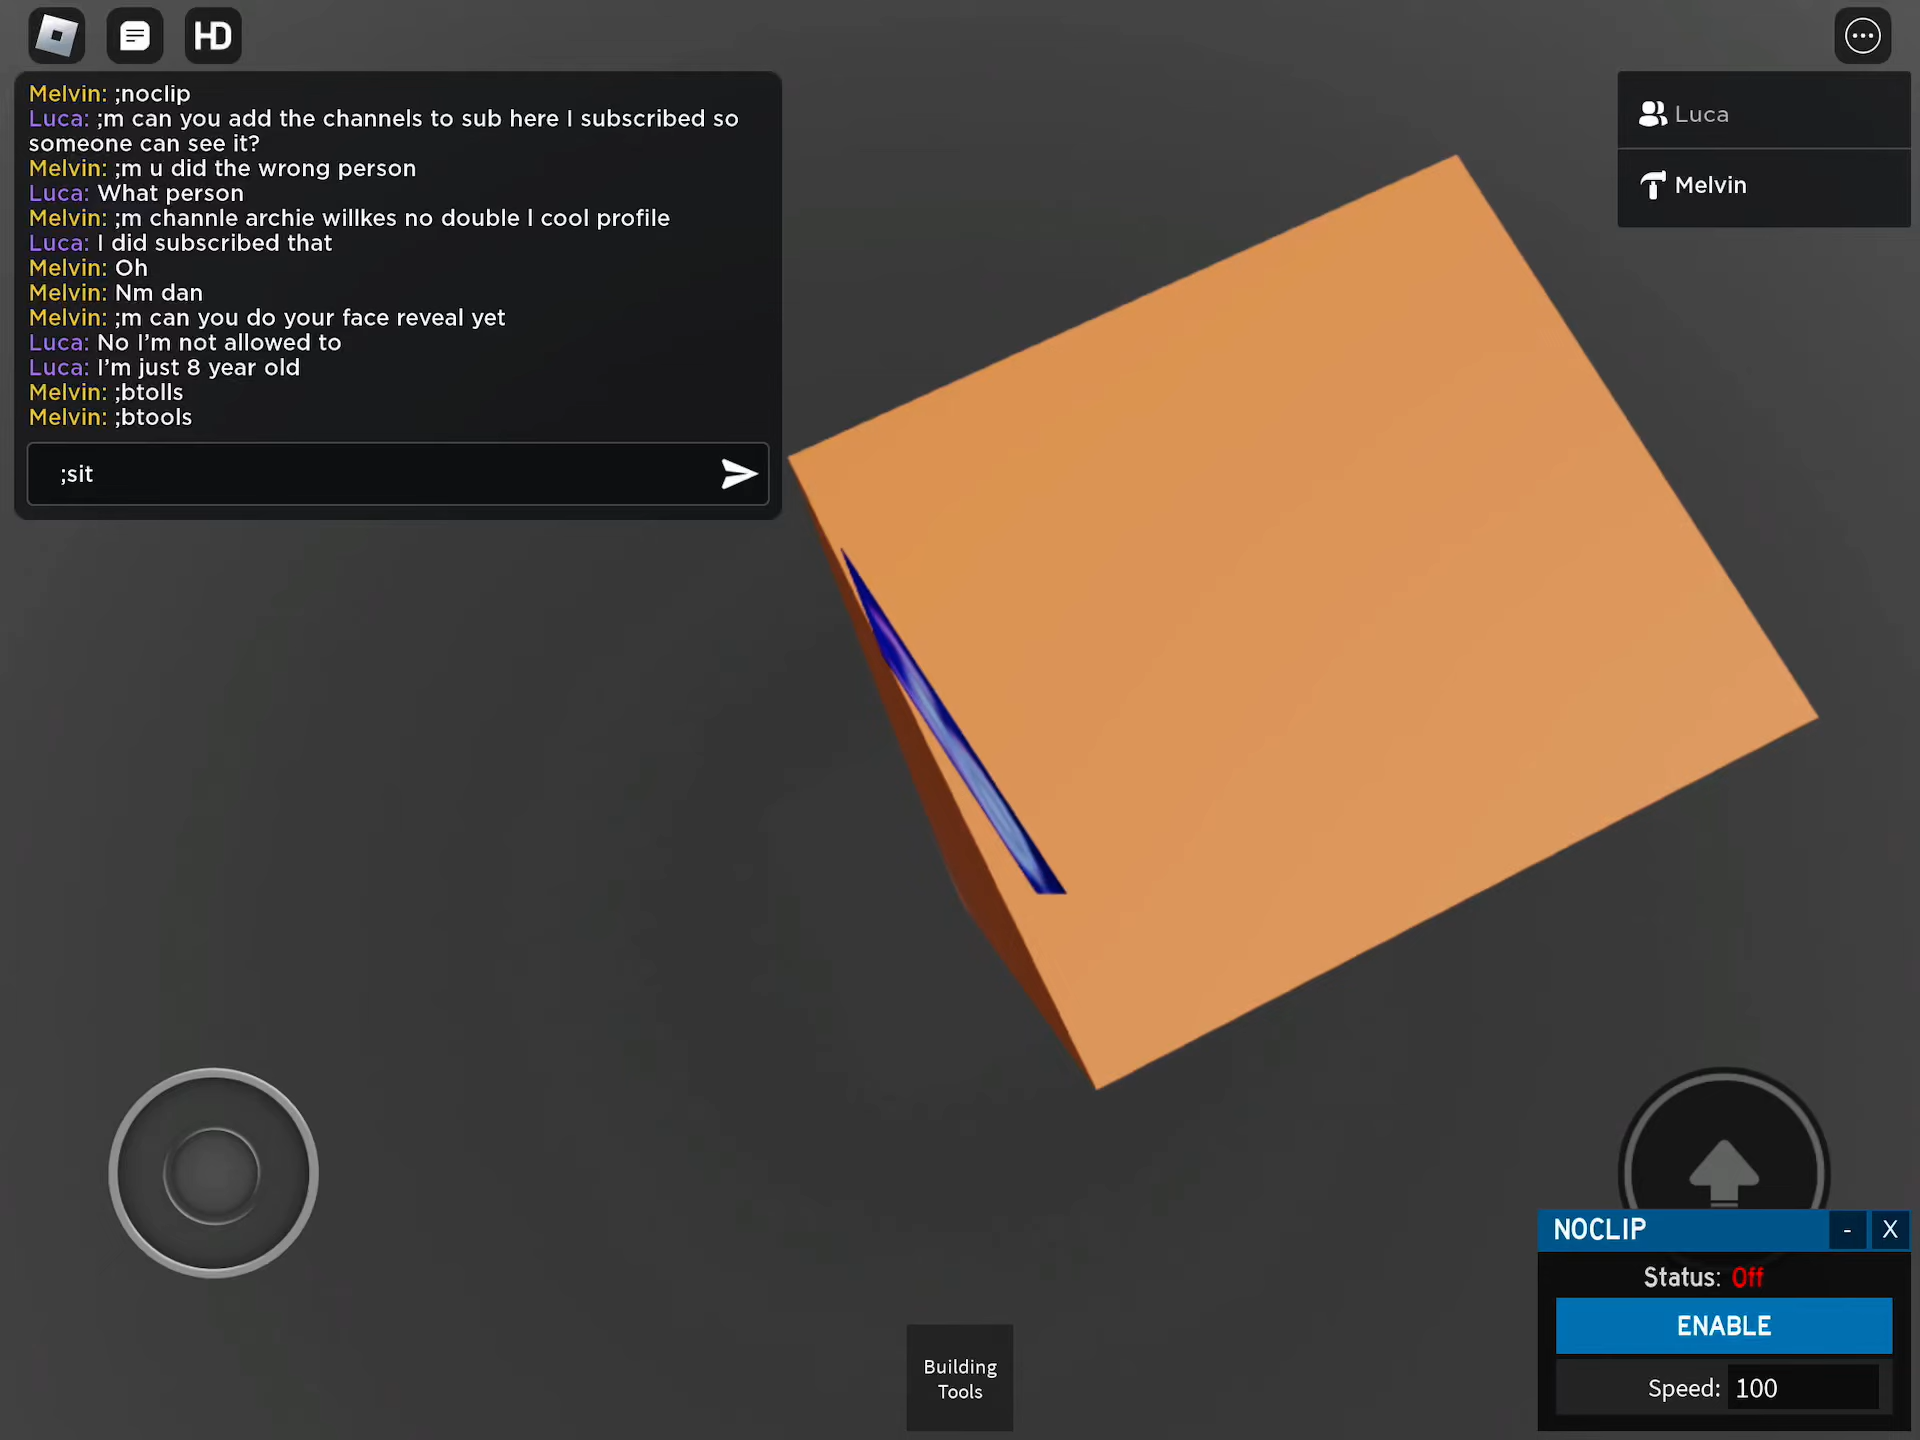 HD
Melvin: ;noclip
Luca: ;m can you add the channels to sub here I subscribed so
someone can see it?
Melvin: ;m u did the wrong person
Luca: What person
Melvin: ;m channle archie willkes no double l cool profile
Luca: I did subscribed that
Melvin: Oh
Melvin: Nm dan
Melvin: ;m can you do your face reveal yet
Luca: No I’m not allowed to
Luca: I’m just 8 year old
Melvin: ;btolls
Melvin: ;btools
;sit
Luca
Melvin
NOCLIP - X
Status: Off
ENABLE
Speed: 100
Building
Tools